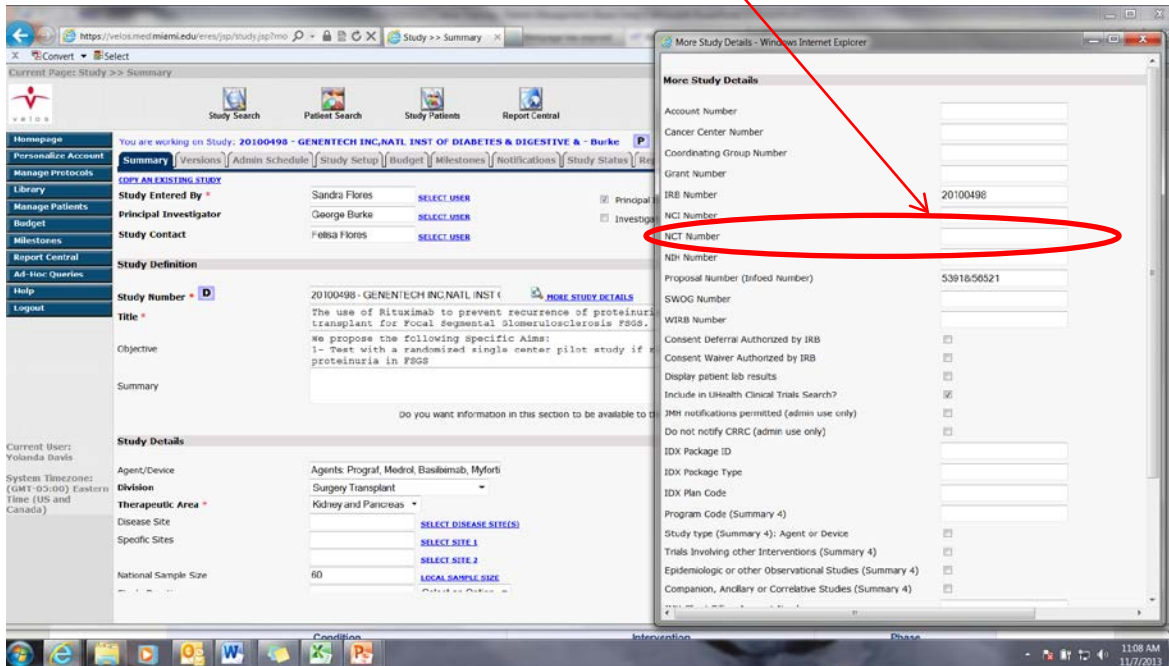 https://velos.med.miami.edu/eres/jsp/study.jsp?mo
Study >> Summary
Convert Select
Current Page: Study >> Summary
velos
Study Search Patient Search Study Patients Report Central
Homepage
Personalize Account
Manage Protocols
Library
Manage Patients
Budget
Milestones
Report Central
Ad-Hoc Queries
Help
Logout
Current User:
Yolanda Davis
System Timezone:
(GMT-05:00) Eastern
Time (US and
Canada)
You are working on Study: 20100498 - GENENTECH INC,NATL INST OF DIABETES & DIGESTIVE & - Burke P
Summary Versions Admin Schedule Study Setup Budget Milestones Notifications Study Status
COPY AN EXISTING STUDY
Study Entered By * Sandra Flores SELECT USER Principal
Principal Investigator George Burke SELECT USER
Study Contact Felisa Flores SELECT USER
Study Definition
Study Number * D 20100498 - GENENTECH INC,NATL INST MORE STUDY DETAILS
Title * The use of Rituximab to prevent recurrence of
transplant for Focal Segmental Glomerulosclerosis FSGS.
Objective We propose the following Specific Aims:
1- Test with a randomized single center pilot study if
proteinuria in FSGS
Summary
Do you want information in this section to be available to
Study Details
Agent/Device Agents: Prograf, Medrol, Basiliximab, Myforti
Division Surgery Transplant
Therapeutic Area * Kidney and Pancreas
Disease Site SELECT DISEASE SITE(S)
Specific Sites SELECT SITE 1
SELECT SITE 2
National Sample Size 60 LOCAL SAMPLE SIZE
Condition Intervention Phase
More Study Details - Windows Internet Explorer
More Study Details
Account Number
Cancer Center Number
Coordinating Group Number
Grant Number
IRB Number 20100498
NCI Number
NCT Number
NIH Number
Proposal Number (Infoed Number) 53918/56521
SWOG Number
WIRB Number
Consent Deferral Authorized by IRB
Consent Waiver Authorized by IRB
Display patient lab results
Include in UHealth Clinical Trials Search?
JMH notifications permitted (admin use only)
Do not notify CRRC (admin use only)
IDX Package ID
IDX Package Type
IDX Plan Code
Program Code (Summary 4)
Study type (Summary 4): Agent or Device
Trials Involving other Interventions (Summary 4)
Epidemiologic or other Observational Studies (Summary 4)
Companion, Ancillary or Correlative Studies (Summary 4)
11:08 AM
11/7/2011